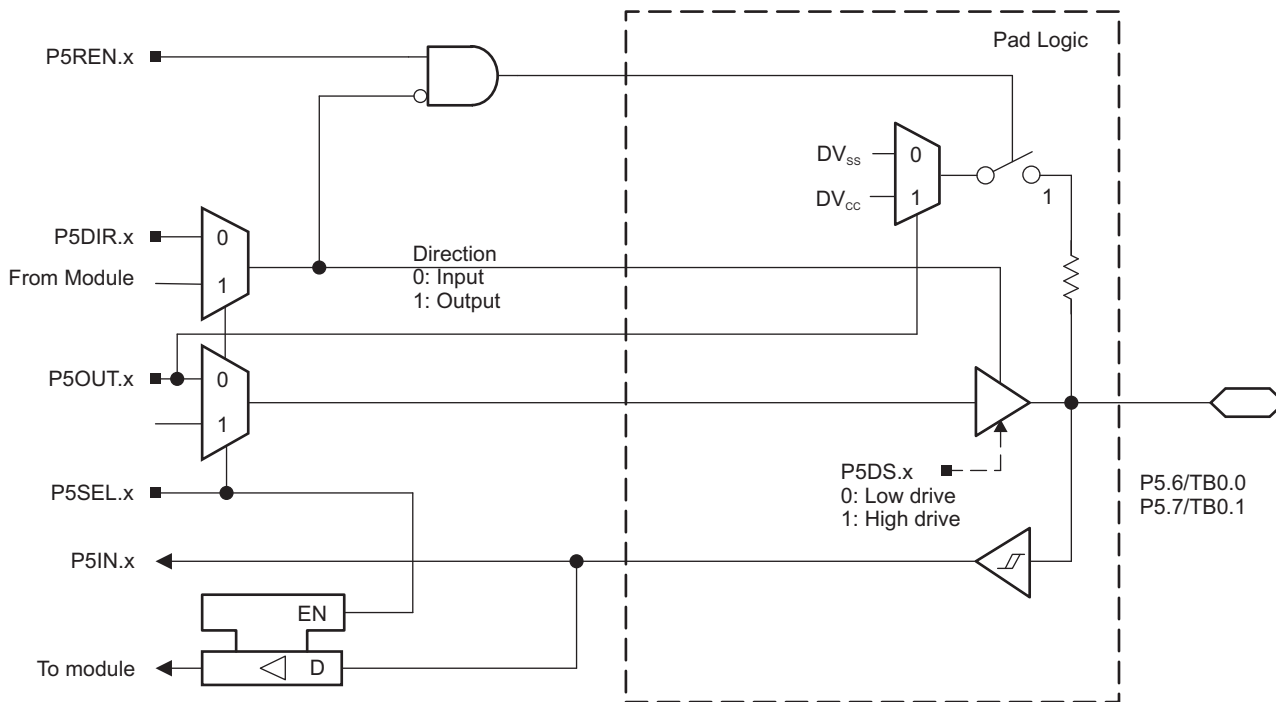 P5REN.x
Pad Logic
DVSS
0
DVCC
1
1
P5DIR.x
0
From Module
1
Direction
0: Input
1: Output
P5OUT.x
0
1
P5DS.x
0: Low drive
1: High drive
P5.6/TB0.0
P5.7/TB0.1
P5SEL.x
P5IN.x
EN
To module
D